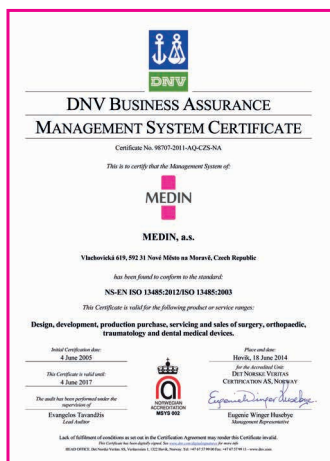 DNV
DNV BUSINESS ASSURANCE
MANAGEMENT SYSTEM CERTIFICATE
Certificate No. 98707-2011-AQ-CZS-NA
This is to certify that the Management System of:
MEDIN
MEDIN, a.s.
Vlachovická 619, 592 31 Nové Město na Moravě, Czech Republic
has been found to conform to the standard:
NS-EN ISO 13485:2012/ISO 13485:2003
This Certificate is valid for the following product or service ranges:
Design, development, production purchase, servicing and sales of surgery, orthopaedic,
traumatology and dental medical devices.
Initial Certification date:
4 June 2005
This Certificate is valid until:
4 June 2017
The audit has been performed under the
supervision of
Evangelos Tavandžis
Lead Auditor
NORWEGIAN
ACCREDITATION
MSYS 002
Place and date:
Høvik, 18 June 2014
for the Accredited Unit:
DET NORSKE VERITAS
CERTIFICATION AS, NORWAY
Eugenie Winger Husebye
Eugenie Winger Husebye
Management Representative
Lack of fulfilment of conditions as set out in the Certification Agreement may render this Certificate invalid.